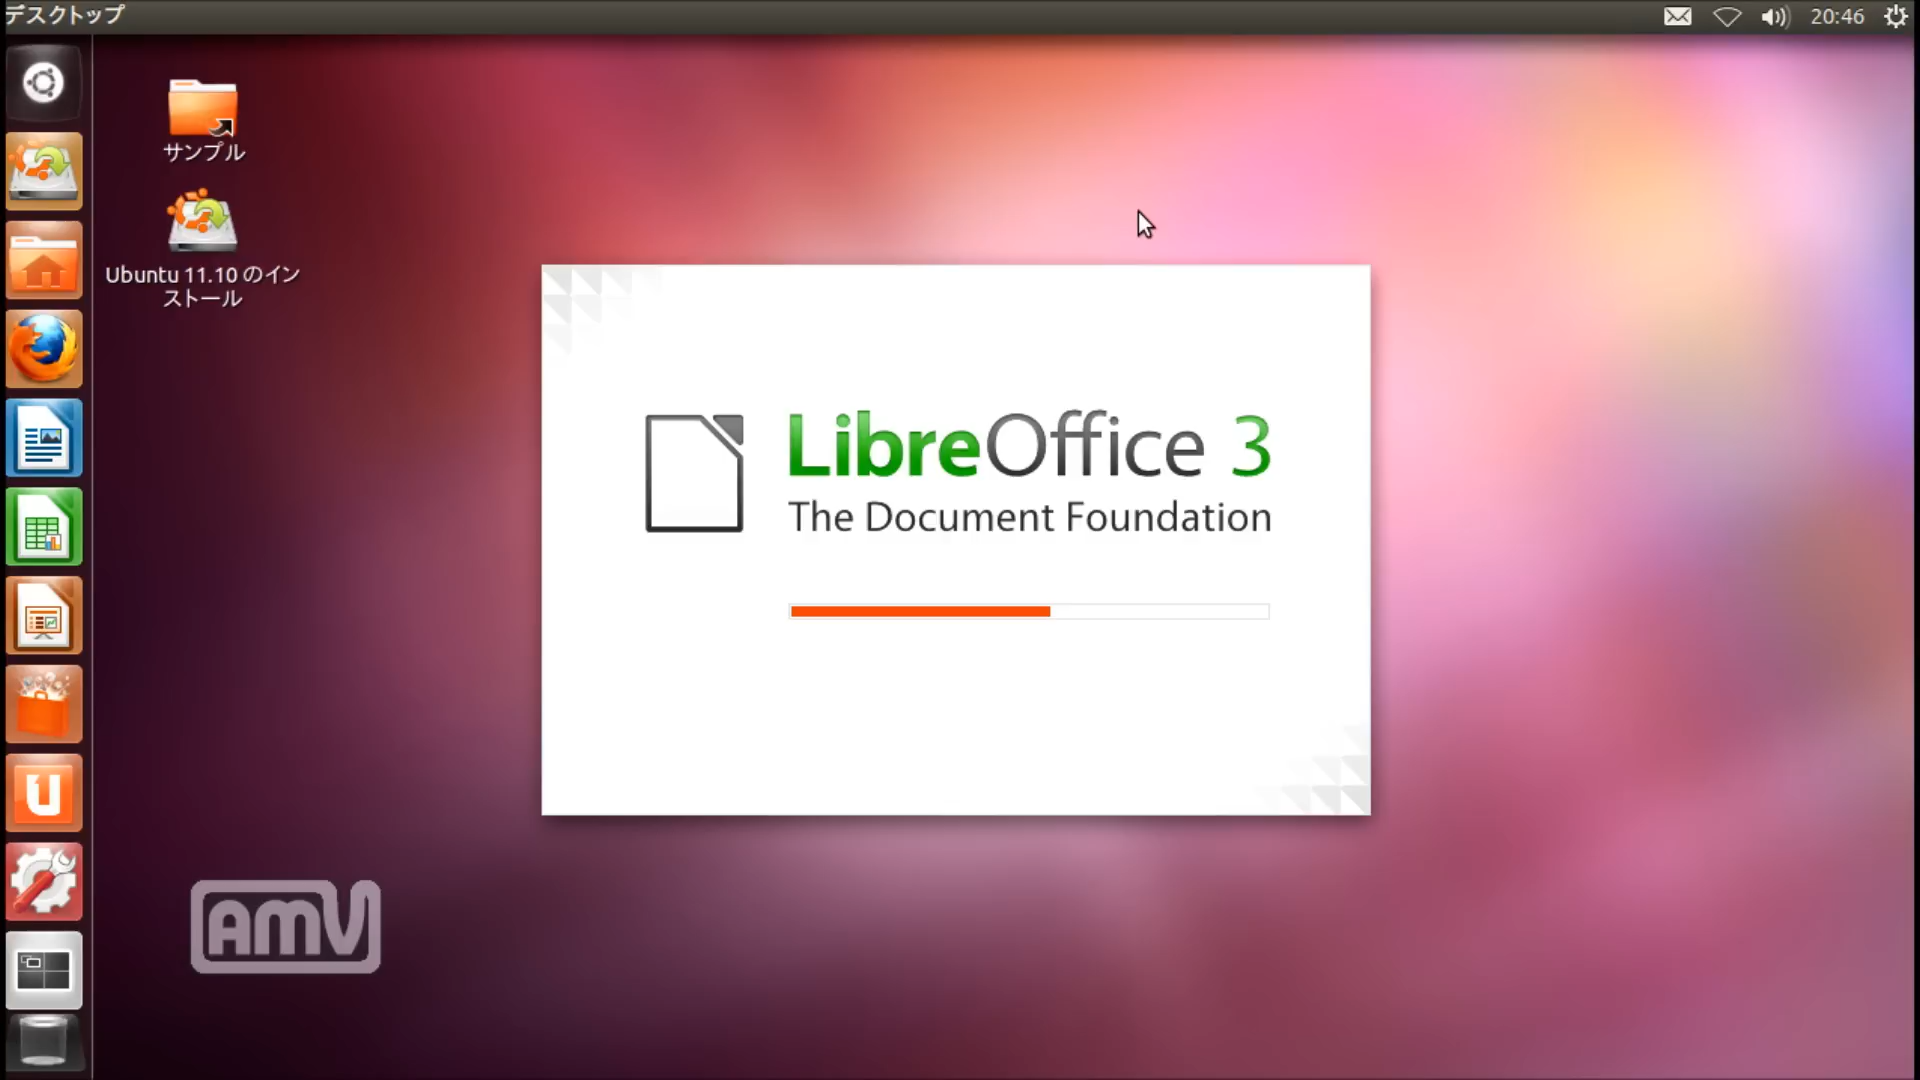 デスクトップ
20:46
サンプル
Ubuntu 11.10 のイン
ストール
LibreOffice 3
The Document Foundation
U
AMV